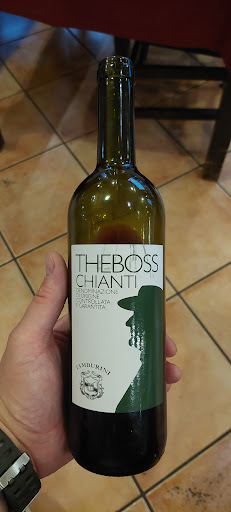 THEBOSS
CHIANTI
DENOMINAZIONE
DI ORIGINE
CONTROLLATA
E GARANTITA
TAMBURINI